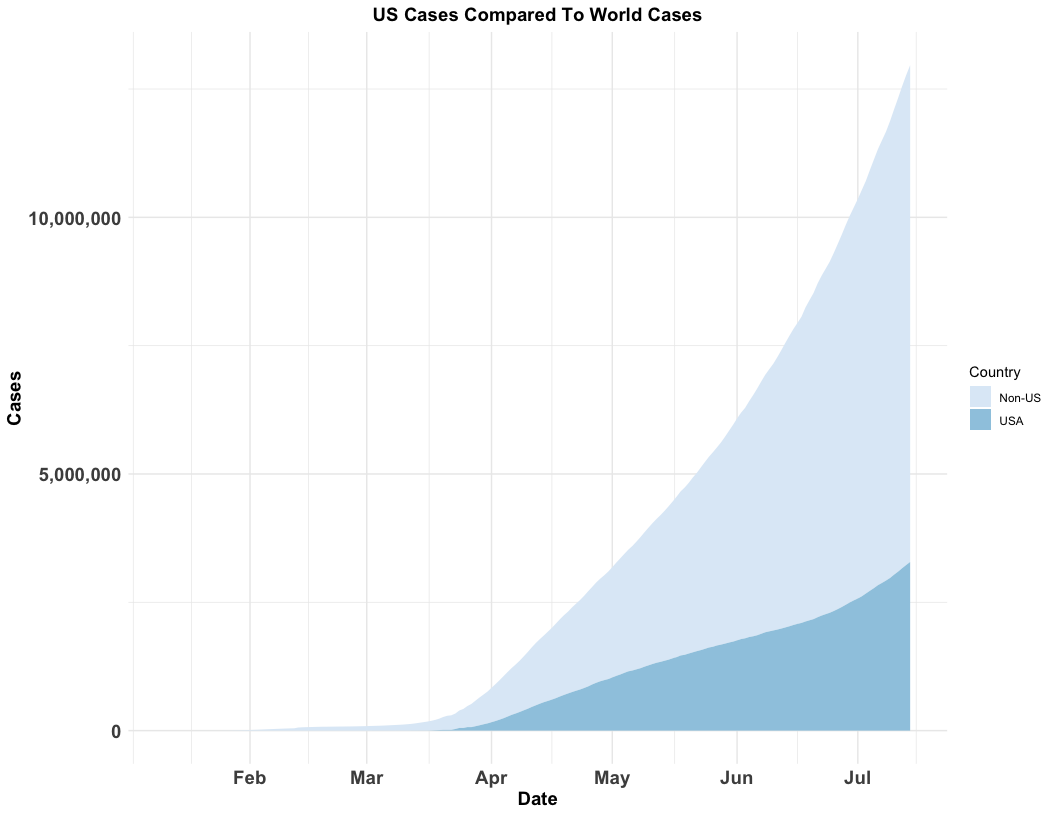 US Cases Compared To World Cases
Cases
10,000,000
5,000,000
0
Feb Mar Apr May Jun Jul
Date
Country
Non-US
USA